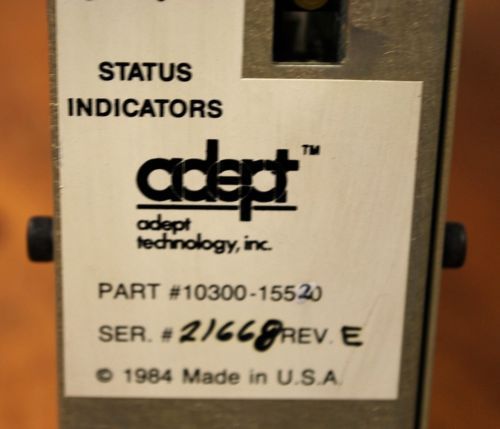 STATUS
INDICATORS
adept™
adept
technology, inc.
PART #10300-15520
SER. # 21668 REV. E
© 1984 Made in U.S.A.